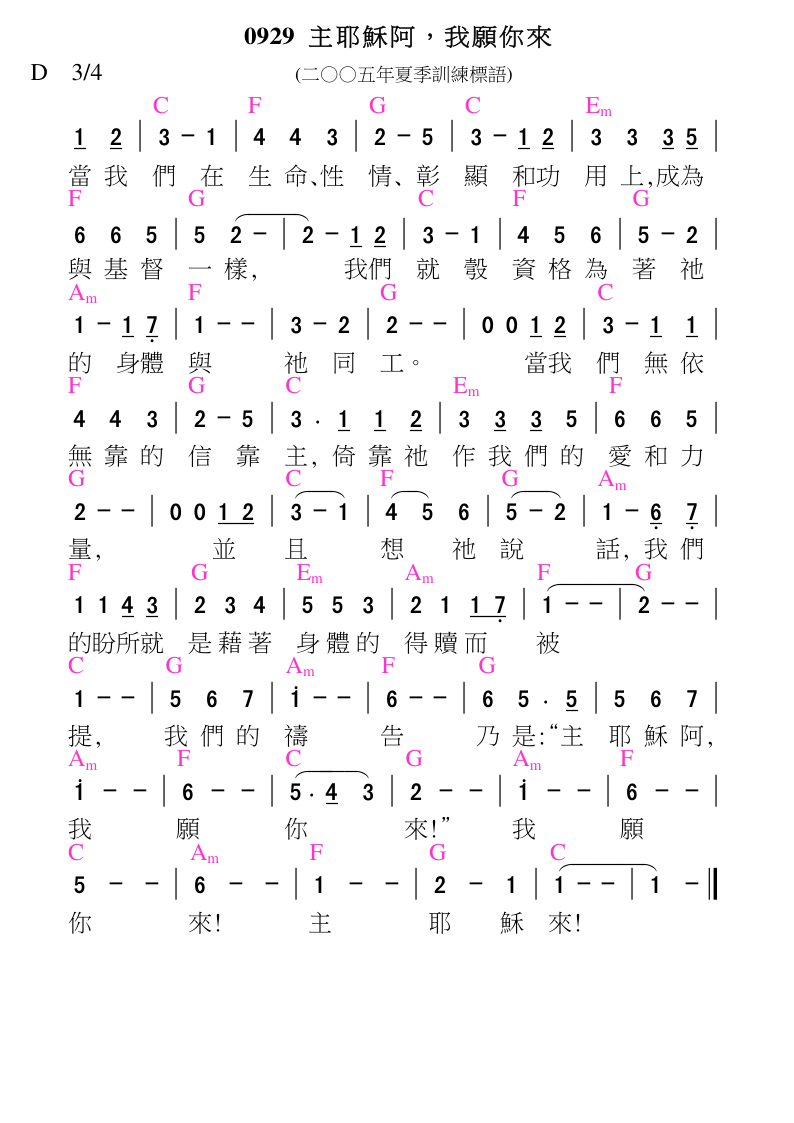 0929 主耶穌阿，我願你來
D 3/4 (二〇〇五年夏季訓練標語)
C F G C Em
1 2 | 3 - 1 | 4 4 3 | 2 - 5 | 3 - 1 2 | 3 3 3 5 |
當我們在生命、性情、彰顯和功用上,成為
F G C F G
6 6 5 | 5 2 - | 2 - 1 2 | 3 - 1 | 4 5 6 | 5 - 2 |
與基督一樣, 我們就彀資格為著祂
Am F G C
1 - 1 7 | 1 - - | 3 - 2 | 2 - - | 0 0 1 2 | 3 - 1 1 |
的身體與祂同工。 當我們無依
F G C Em F
4 4 3 | 2 - 5 | 3 . 1 1 2 | 3 3 3 5 | 6 6 5 |
無靠的信靠主, 倚靠祂作我們的愛和力
G C F G Am
2 - - | 0 0 1 2 | 3 - 1 | 4 5 6 | 5 - 2 | 1 - 6 7 |
量, 並且想祂說話, 我們
F G Em Am F G
1 1 4 3 | 2 3 4 | 5 5 3 | 2 1 1 7 | 1 - - | 2 - - |
的盼所就是藉著身體的得贖而被
C G Am F G
1 - - | 5 6 7 | i - - | 6 - - | 6 5 . 5 | 5 6 7 |
提, 我們的禱告乃是:“主耶穌阿,
Am F C G Am F
i - - | 6 - - | 5 . 4 3 | 2 - - | i - - | 6 - - |
我願你來!” 我願
C Am F G C
5 - - | 6 - - | 1 - - | 2 - 1 | 1 - - | 1 - ‖
你來! 主耶穌來!